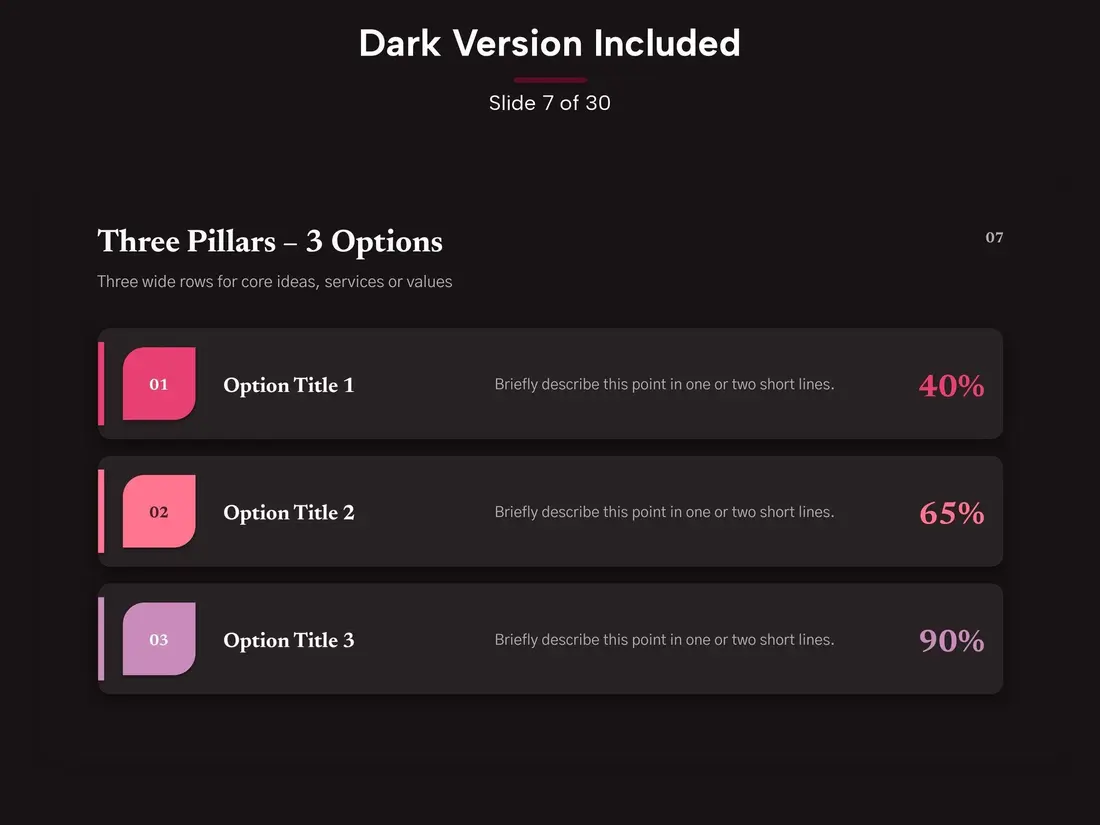 Dark Version Included
Slide 7 of 30
Three Pillars – 3 Options
07
Three wide rows for core ideas, services or values
01
Option Title 1
Briefly describe this point in one or two short lines.
40%
02
Option Title 2
Briefly describe this point in one or two short lines.
65%
03
Option Title 3
Briefly describe this point in one or two short lines.
90%